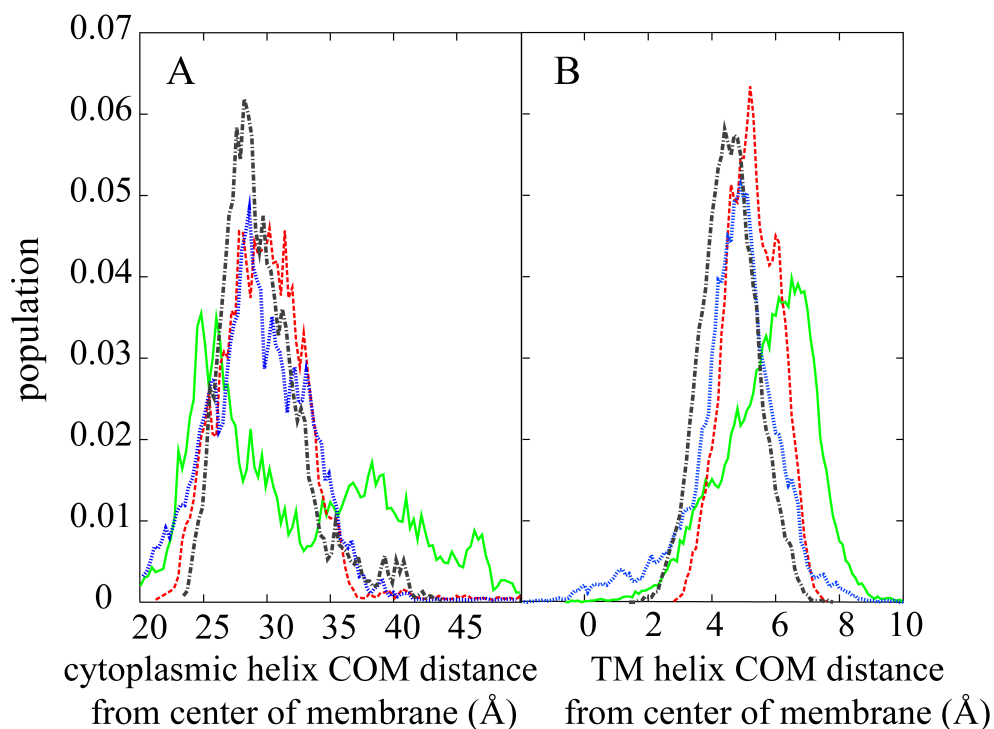 0.07
0.06
0.05
0.04
0.03
0.02
0.01
0
population
A
B
20 25 30 35 40 45
0 2 4 6 8 10
cytoplasmic helix COM distance
from center of membrane (Å)
TM helix COM distance
from center of membrane (Å)